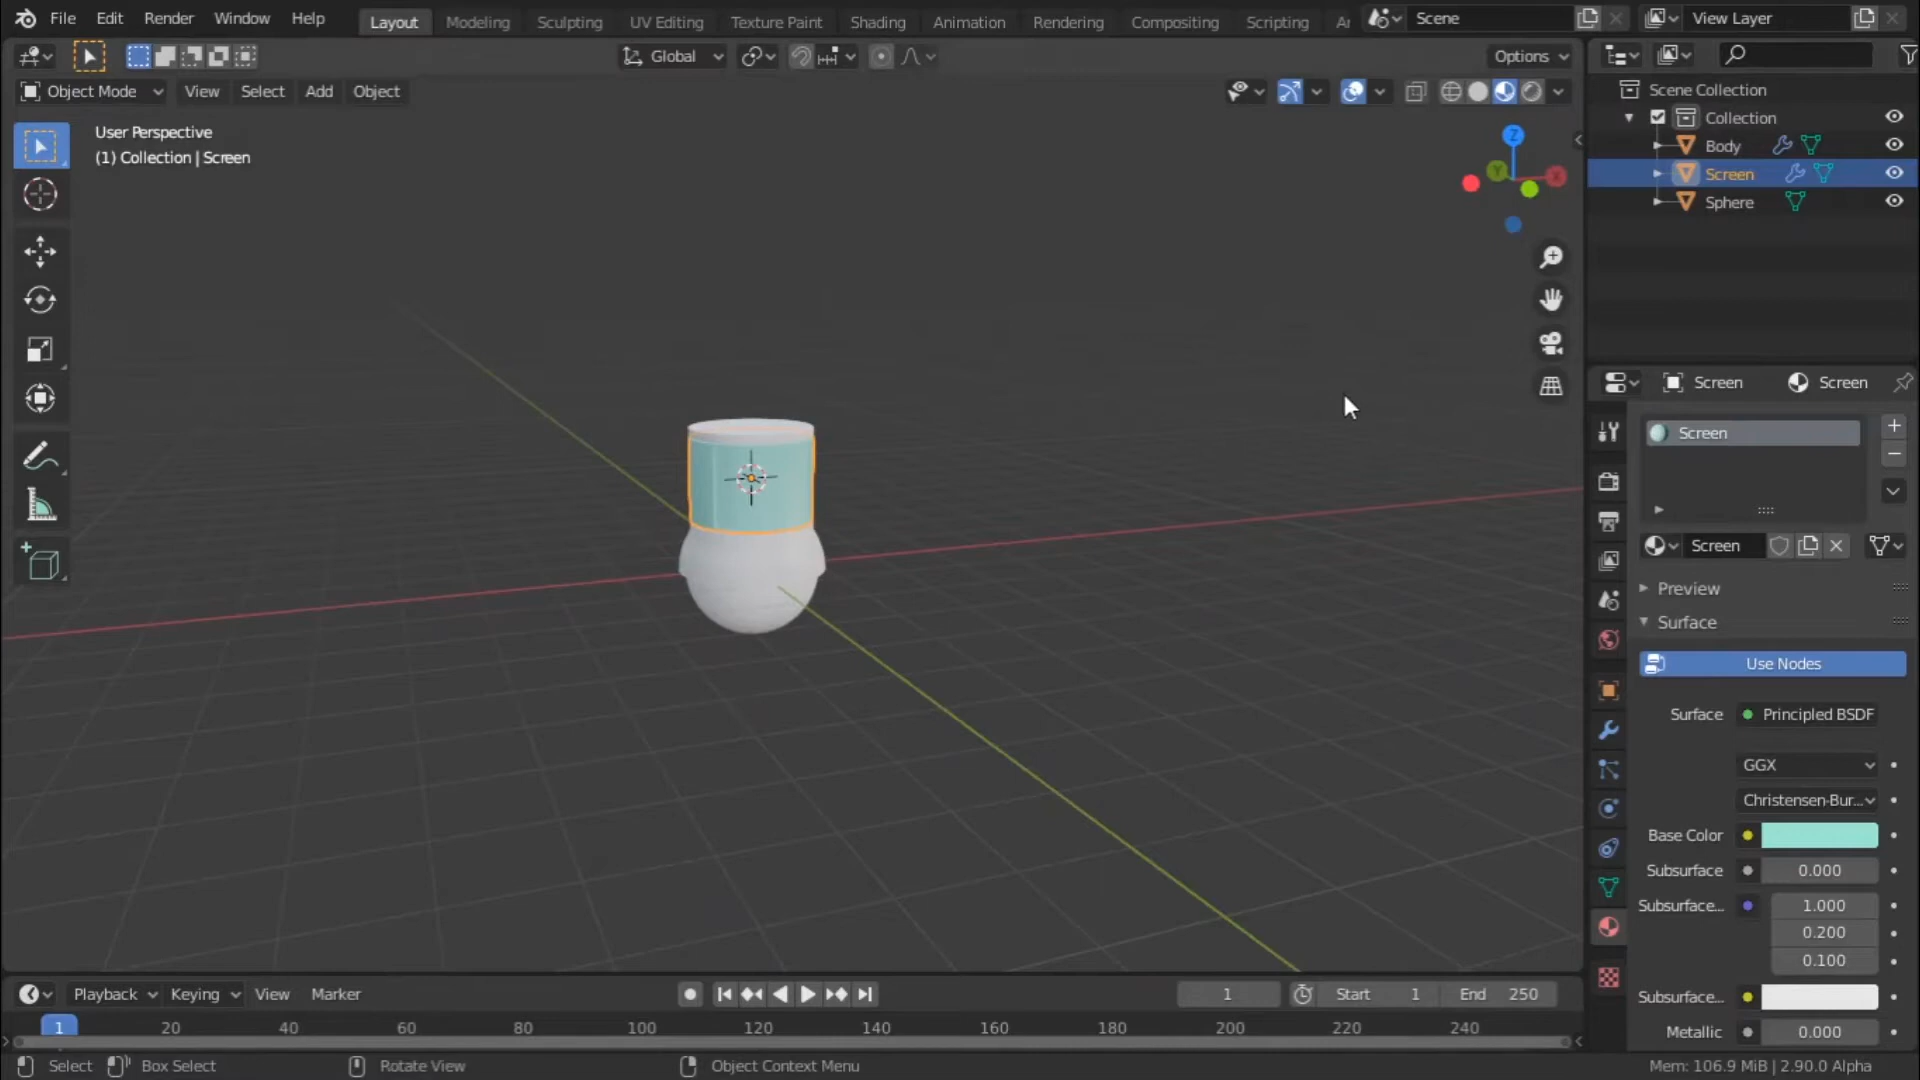 File Edit Render Window Help Layout Modeling Sculpting UV Editing Texture Paint Shading Animation Rendering Compositing Scripting Scene View Layer
Global Options
Object Mode View Select Add Object
User Perspective
(1) Collection | Screen
Z
Y
X
Scene Collection
Collection
Body
Screen
Sphere
Screen Screen
Screen
Screen
Preview
Surface
Use Nodes
Surface Principled BSDF
GGX
Christensen-Bur...
Base Color
Subsurface 0.000
Subsurface... 1.000
0.200
0.100
Subsurface...
Metallic 0.000
Playback Keying View Marker 1 Start 1 End 250
1 20 40 60 80 100 120 140 160 180 200 220 240
Select Box Select Rotate View Object Context Menu Mem: 106.9 MiB | 2.90.0 Alpha